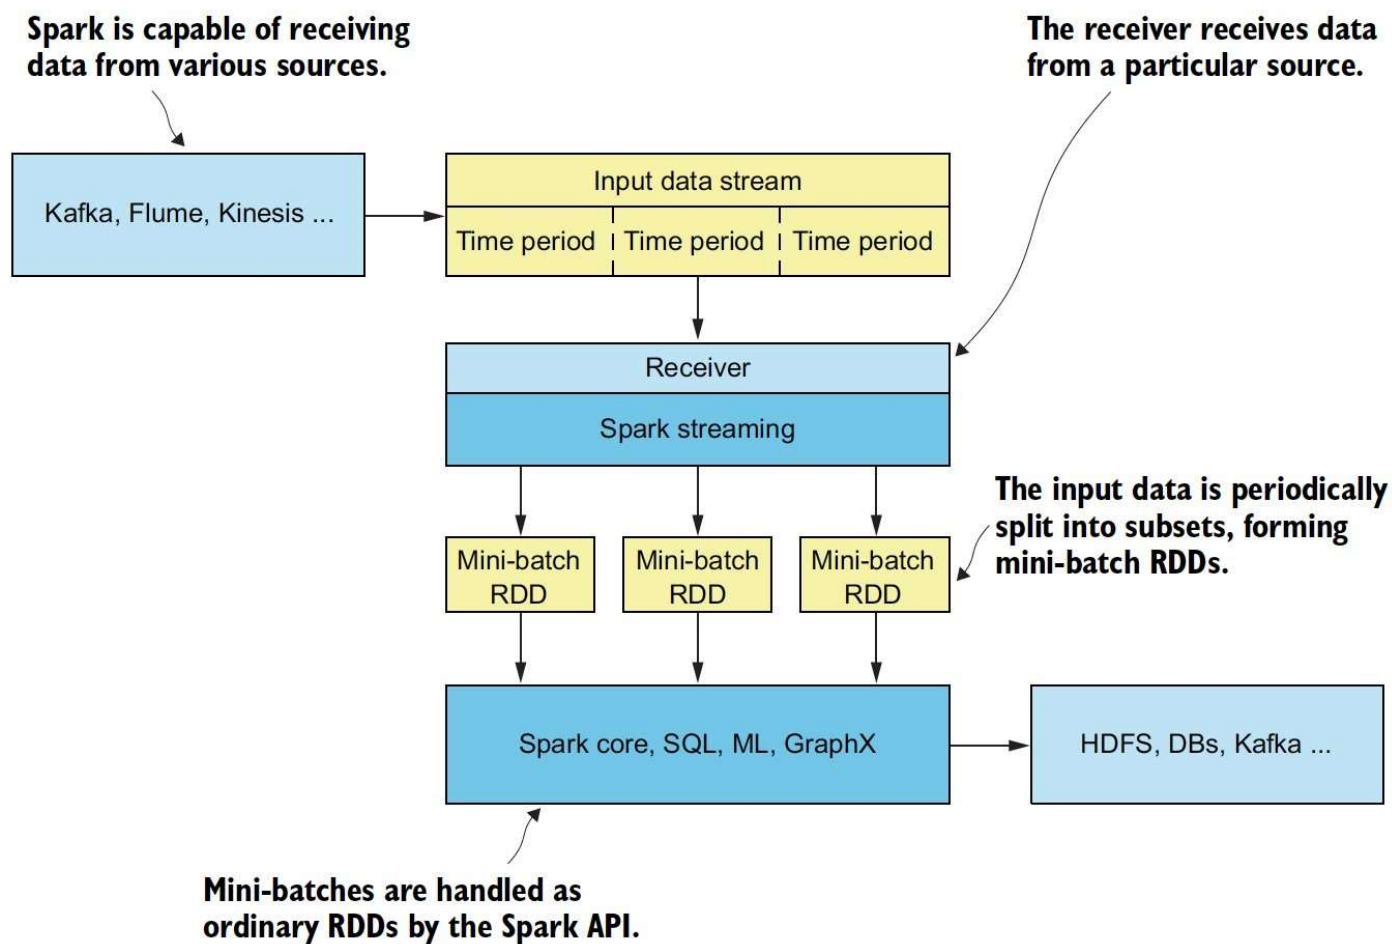 Spark is capable of receiving
data from various sources.
The receiver receives data
from a particular source.
Kafka, Flume, Kinesis ...
Input data stream
Time period
Time period
Time period
Receiver
Spark streaming
The input data is periodically
split into subsets, forming
mini-batch RDDs.
Mini-batch
RDD
Mini-batch
RDD
Mini-batch
RDD
Spark core, SQL, ML, GraphX
HDFS, DBs, Kafka ...
Mini-batches are handled as
ordinary RDDs by the Spark API.